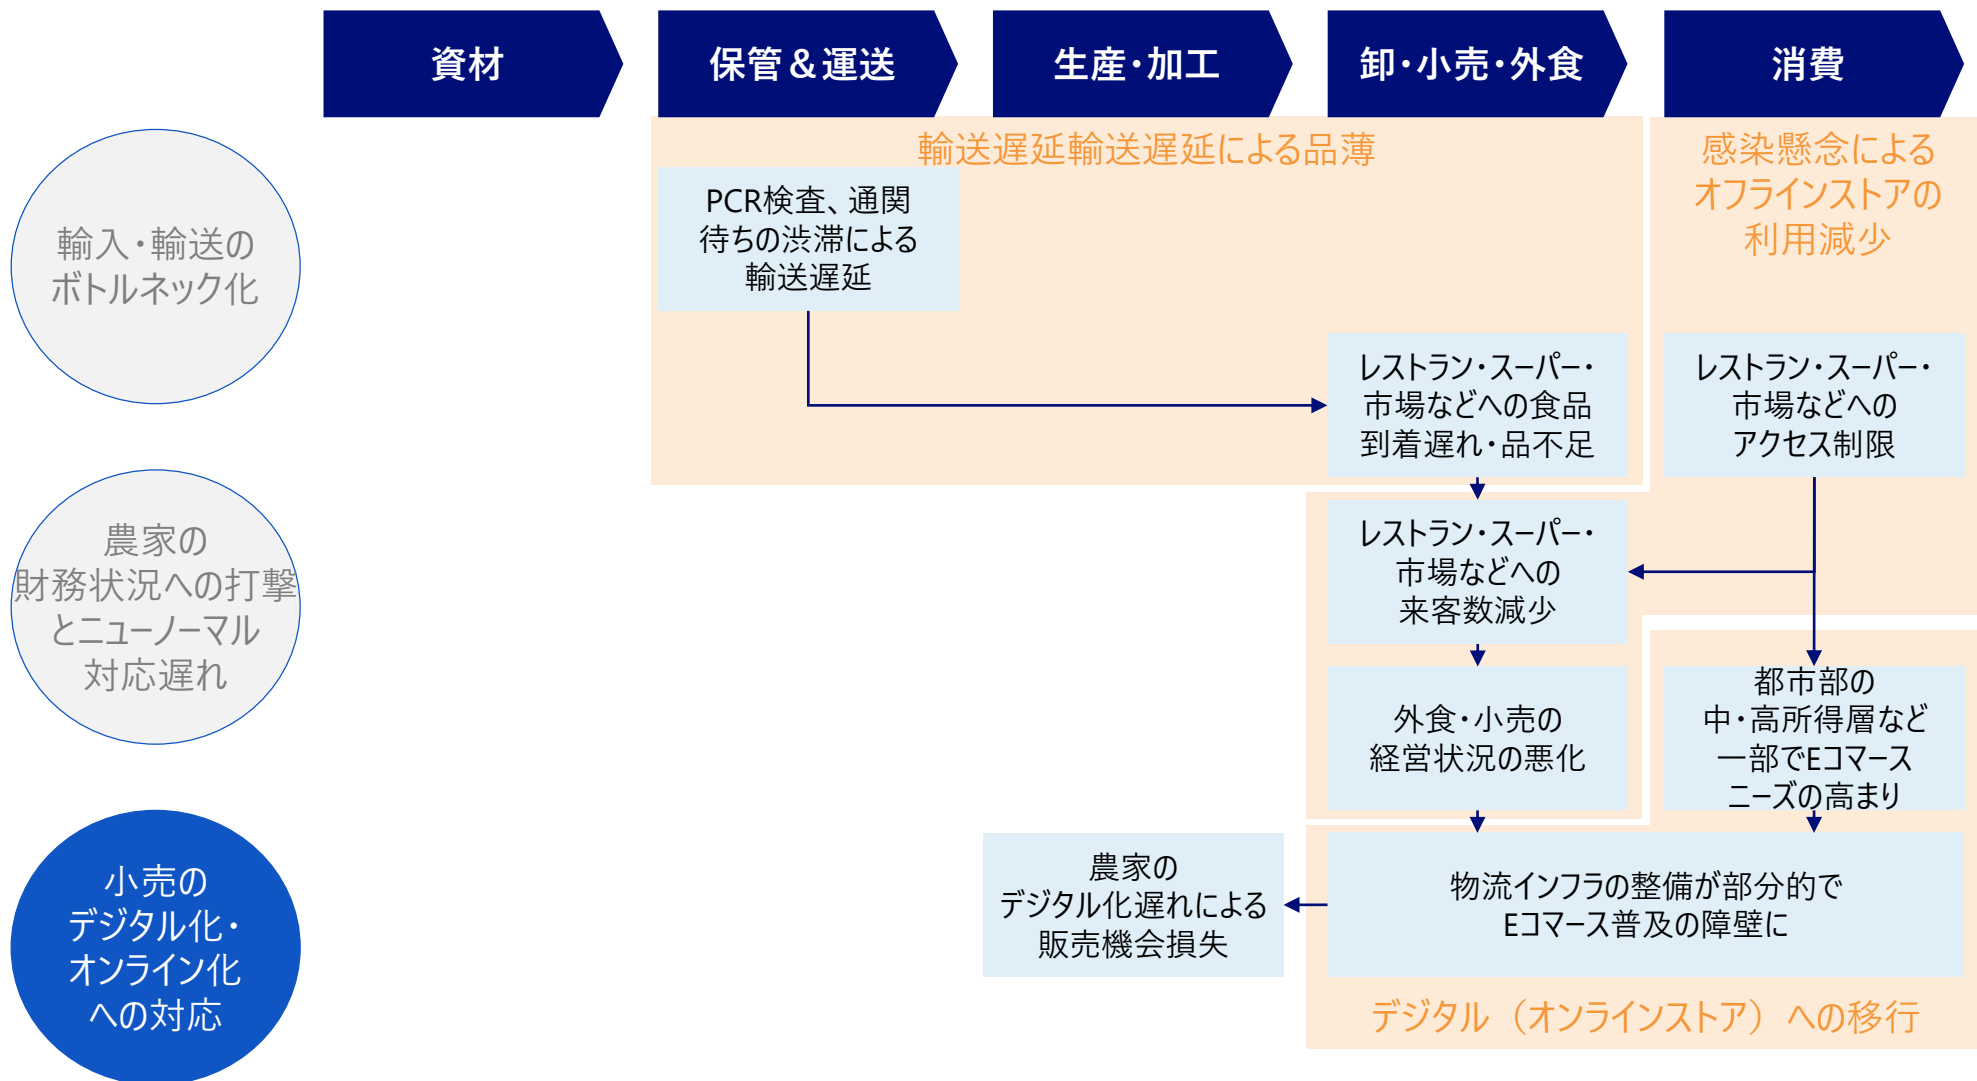 資材
保管＆運送
生産・加工
卸・小売・外食
消費
輸送遅延輸送遅延による品薄
感染懸念による
オフラインストアの
利用減少
輸入・輸送の
ボトルネック化
PCR検査、通関
待ちの渋滞による
輸送遅延
レストラン・スーパー・
市場などへの食品
到着遅れ・品不足
レストラン・スーパー・
市場などへの
アクセス制限
農家の
財務状況への打撃
とニューノーマル
対応遅れ
レストラン・スーパー・
市場などへの
来客数減少
外食・小売の
経営状況の悪化
都市部の
中・高所得層など
一部でEコマース
ニーズの高まり
小売の
デジタル化・
オンライン化
への対応
農家の
デジタル化遅れによる
販売機会損失
物流インフラの整備が部分的で
Eコマース普及の障壁に
デジタル（オンラインストア）への移行